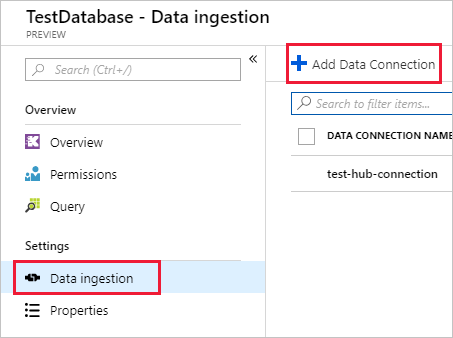 TestDatabase - Data ingestion
PREVIEW
Search (Ctrl+/)
«
Overview
Overview
Permissions
Query
Settings
Data ingestion
Properties
+ Add Data Connection
Search to filter items...
DATA CONNECTION NAME
test-hub-connection